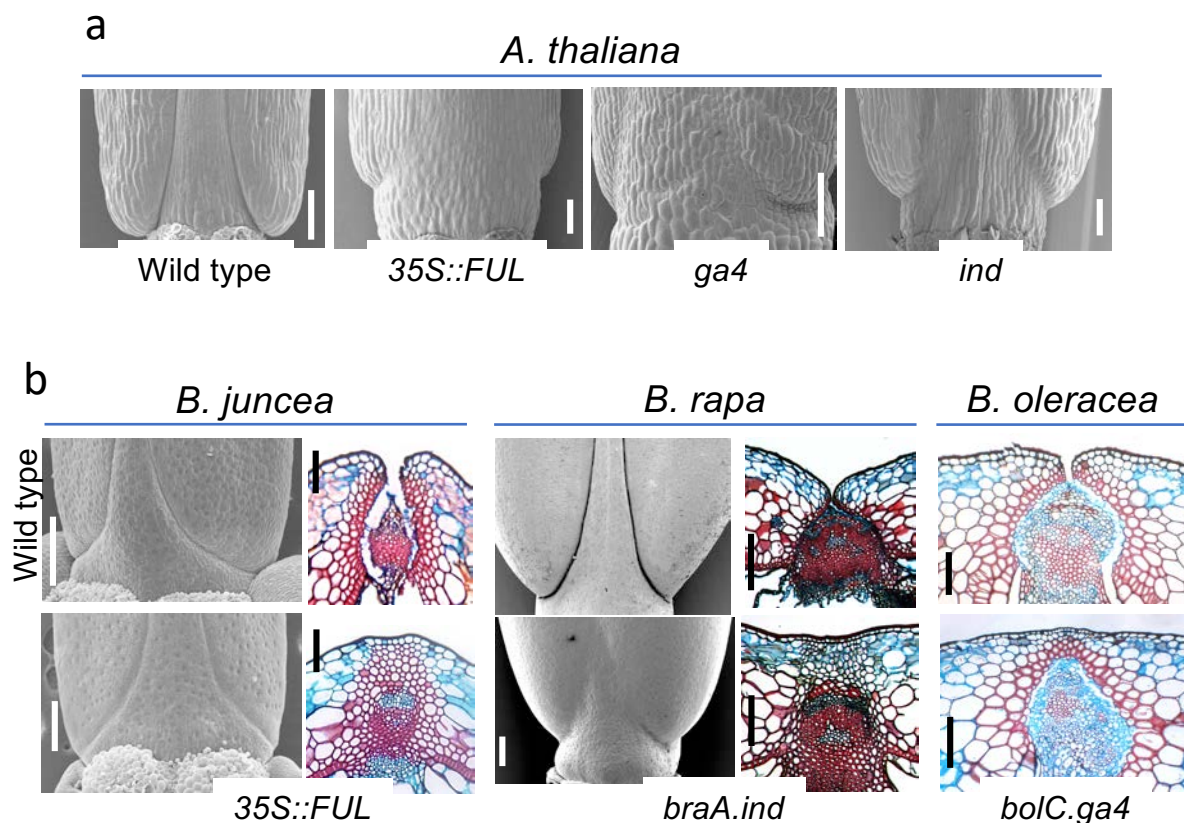 a
A. thaliana
Wild type
35S::FUL
ga4
ind
b
B. juncea
B. rapa
B. oleracea
Wild type
35S::FUL
braA.ind
bolC.ga4